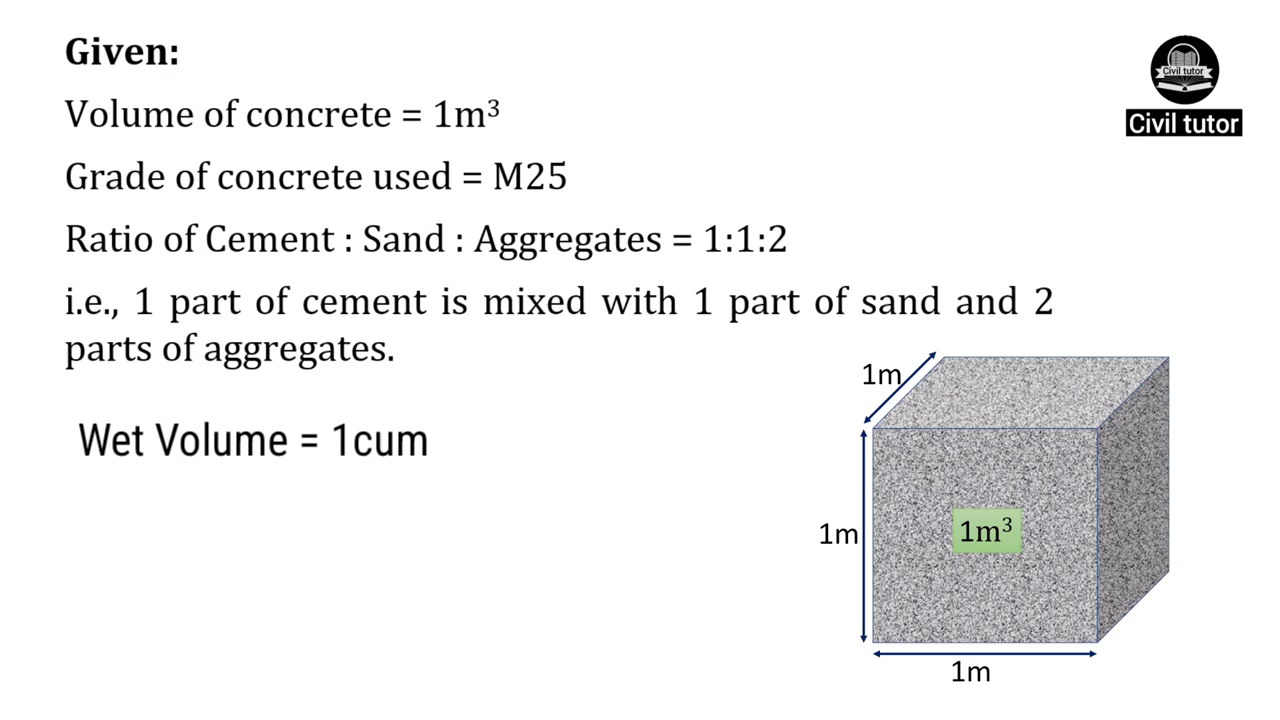 Given:
Volume of concrete = 1m³
Grade of concrete used = M25
Ratio of Cement : Sand : Aggregates = 1:1:2
i.e., 1 part of cement is mixed with 1 part of sand and 2
parts of aggregates.
Wet Volume = 1cum
Civil tutor
Civil tutor
1m
1m
1m³
1m